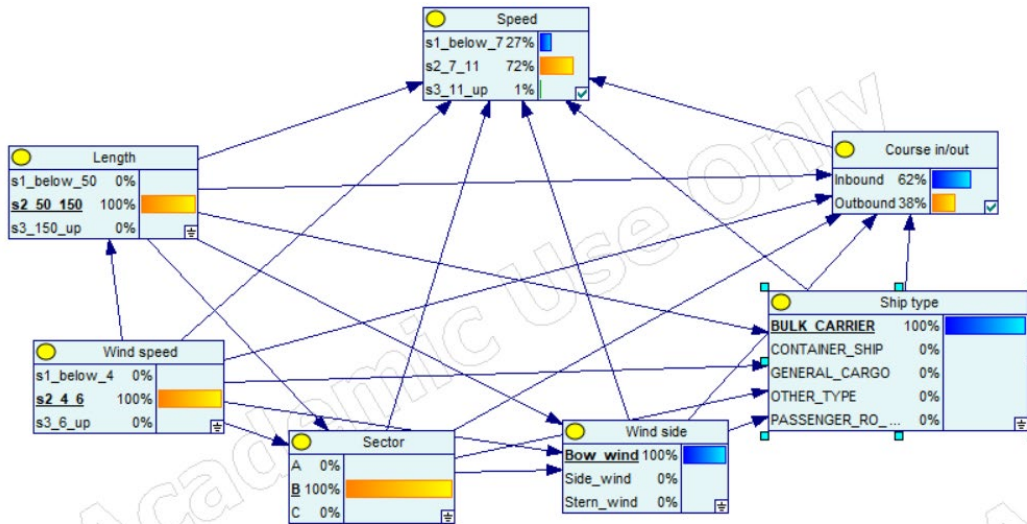 Speed
s1_below_7 27%
s2_7_11 72%
s3_11_up 1%
Length
s1_below_50 0%
s2_50_150 100%
s3_150_up 0%
Course in/out
Inbound 62%
Outbound 38%
Ship type
BULK_CARRIER 100%
CONTAINER_SHIP 0%
GENERAL_CARGO 0%
OTHER_TYPE 0%
PASSENGER_RO_... 0%
Wind speed
s1_below_4 0%
s2_4_6 100%
s3_6_up 0%
Sector
A 0%
B 100%
C 0%
Wind side
Bow_wind 100%
Side_wind 0%
Stern_wind 0%
Academic Use Only
Academic